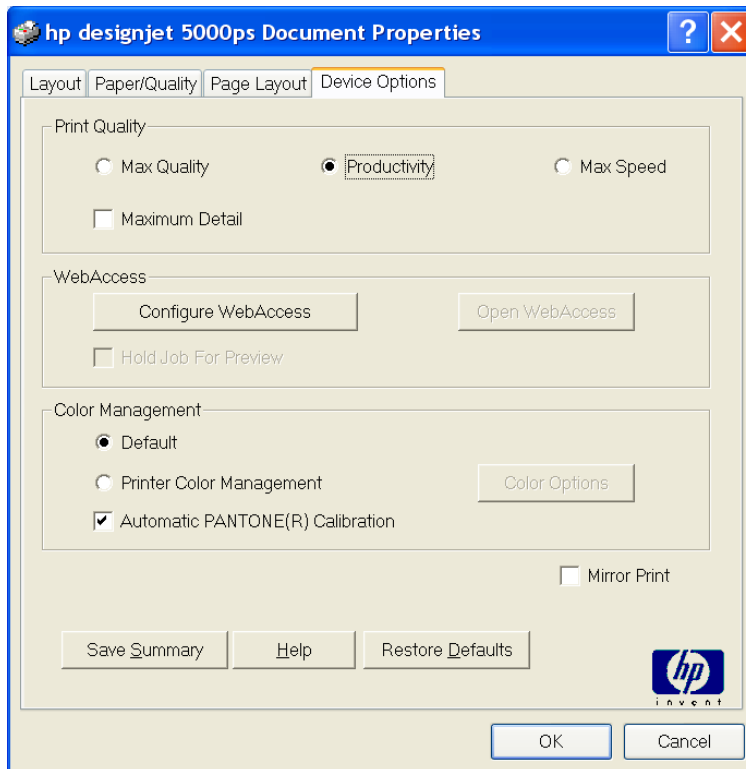 hp designjet 5000ps Document Properties
?
Layout Paper/Quality Page Layout Device Options
Print Quality
Max Quality Productivity Max Speed
Maximum Detail
WebAccess
Configure WebAccess Open WebAccess
Hold Job For Preview
Color Management
Default
Printer Color Management Color Options
Automatic PANTONE(R) Calibration
Mirror Print
Save Summary Help Restore Defaults
hp
invent
OK Cancel